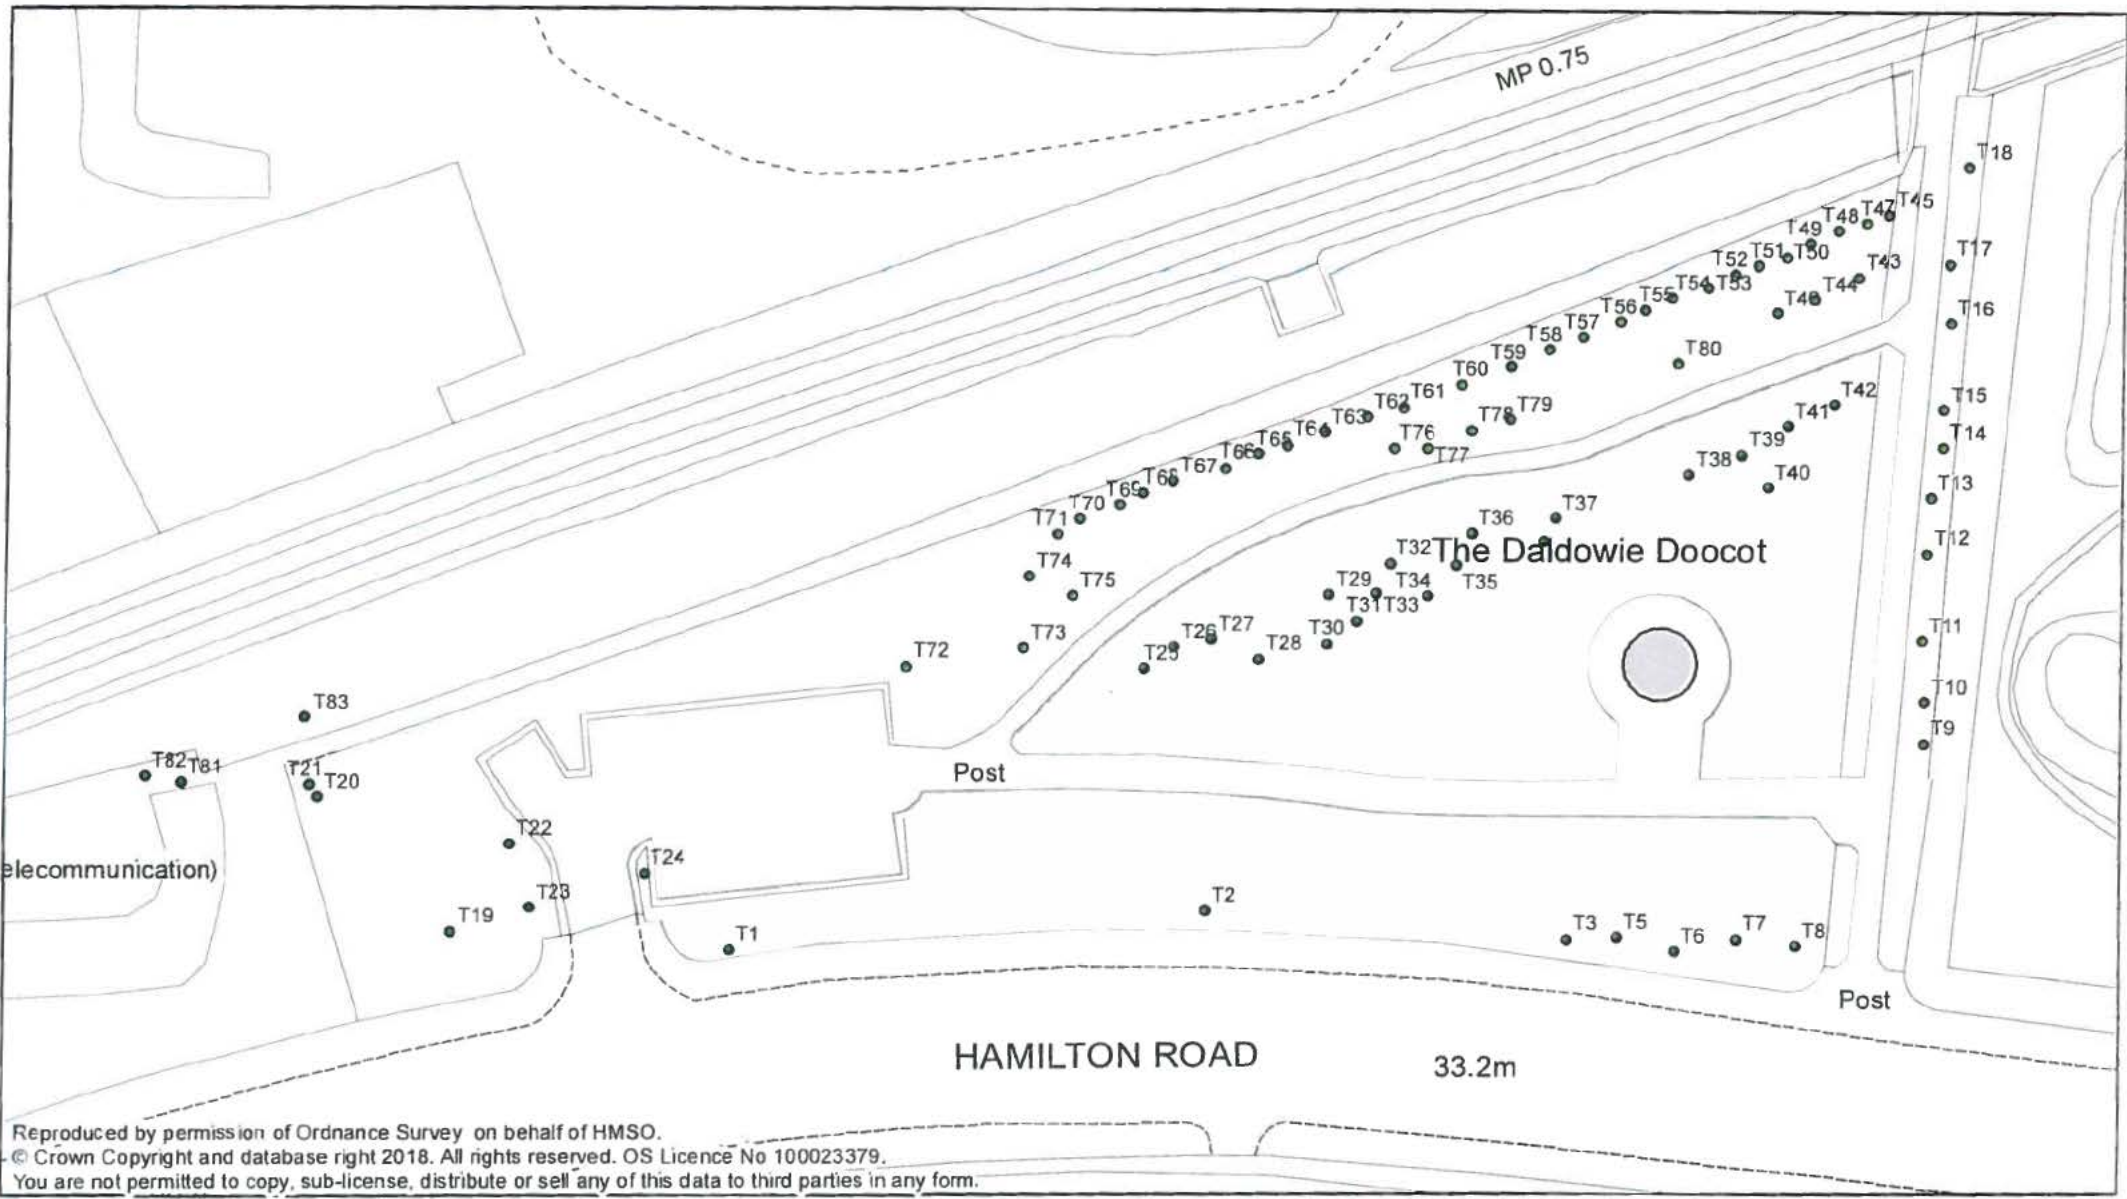 MP 0.75
T18
T45
T47
T48
T49
T17
T50
T51
T52
T43
T44
T46
T53
T54
T55
T56
T16
T57
T58
T59
T80
T60
T61
T62
T63
T64
T65
T66
T67
T68
T69
T70
T71
T42
T41
T15
T14
T79
T78
T76
T77
T39
T38
T40
T13
T37
T36
T12
The Daldowie Doocot
T32
T74
T75
T29
T34
T35
T31
T33
T30
T11
T73
T72
T25
T26
T27
T28
T10
T9
T83
T82
T81
T21
T20
Post
T22
T24
elecommunication)
T23
T19
T1
T2
T3
T5
T6
T7
T8
Post
HAMILTON ROAD
33.2m
Reproduced by permission of Ordnance Survey on behalf of HMSO.
© Crown Copyright and database right 2018. All rights reserved. OS Licence No 100023379.
You are not permitted to copy, sub-license, distribute or sell any of this data to third parties in any form.